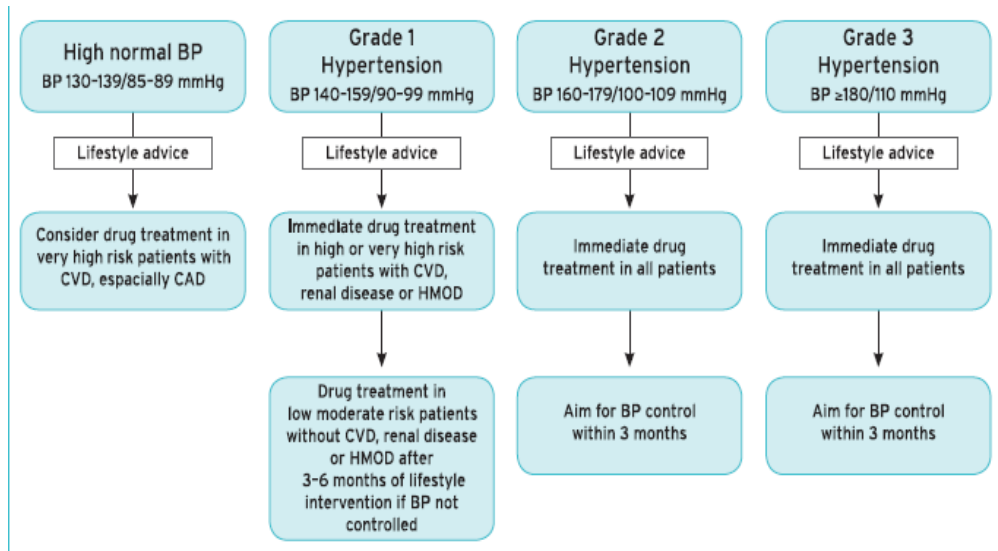 High normal BP
BP 130-139/85-89 mmHg
Lifestyle advice
Consider drug treatment in
very high risk patients with
CVD, espacially CAD
Grade 1
Hypertension
BP 140-159/90-99 mmHg
Lifestyle advice
Immediate drug treatment
in high or very high risk
patients with CVD,
renal disease or HMOD
Drug treatment in
low moderate risk patients
without CVD, renal disease
or HMOD after
3-6 months of lifestyle
intervention if BP not
controlled
Grade 2
Hypertension
BP 160-179/100-109 mmHg
Lifestyle advice
Immediate drug
treatment in all patients
Aim for BP control
within 3 months
Grade 3
Hypertension
BP ≥180/110 mmHg
Lifestyle advice
Immediate drug
treatment in all patients
Aim for BP control
within 3 months